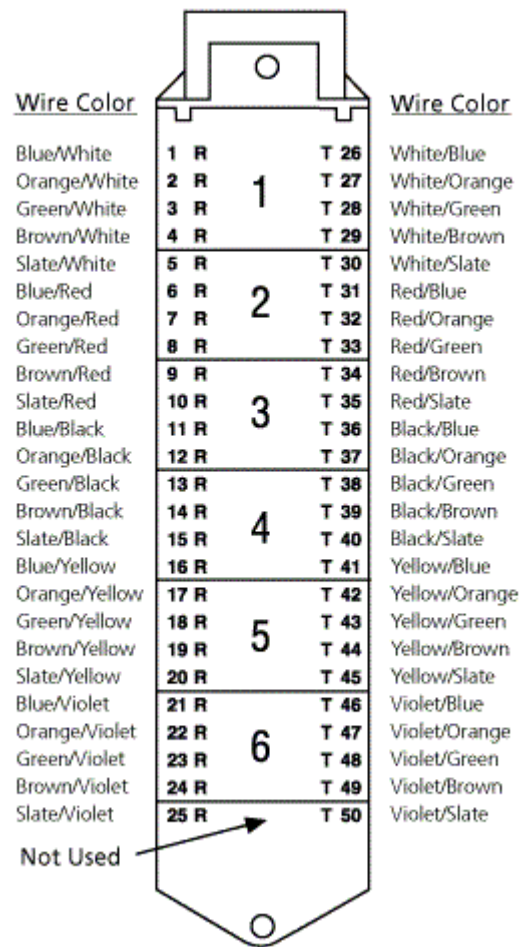 Wire Color Wire Color
Blue/White 1 R T 26 White/Blue
Orange/White 2 R T 27 White/Orange
Green/White 3 R 1 T 28 White/Green
Brown/White 4 R T 29 White/Brown
Slate/White 5 R T 30 White/Slate
Blue/Red 6 R 2 T 31 Red/Blue
Orange/Red 7 R T 32 Red/Orange
Green/Red 8 R T 33 Red/Green
Brown/Red 9 R T 34 Red/Brown
Slate/Red 10 R 3 T 35 Red/Slate
Blue/Black 11 R T 36 Black/Blue
Orange/Black 12 R T 37 Black/Orange
Green/Black 13 R T 38 Black/Green
Brown/Black 14 R 4 T 39 Black/Brown
Slate/Black 15 R T 40 Black/Slate
Blue/Yellow 16 R T 41 Yellow/Blue
Orange/Yellow 17 R T 42 Yellow/Orange
Green/Yellow 18 R 5 T 43 Yellow/Green
Brown/Yellow 19 R T 44 Yellow/Brown
Slate/Yellow 20 R T 45 Yellow/Slate
Blue/Violet 21 R T 46 Violet/Blue
Orange/Violet 22 R 6 T 47 Violet/Orange
Green/Violet 23 R T 48 Violet/Green
Brown/Violet 24 R T 49 Violet/Brown
Slate/Violet 25 R T 50 Violet/Slate
Not Used